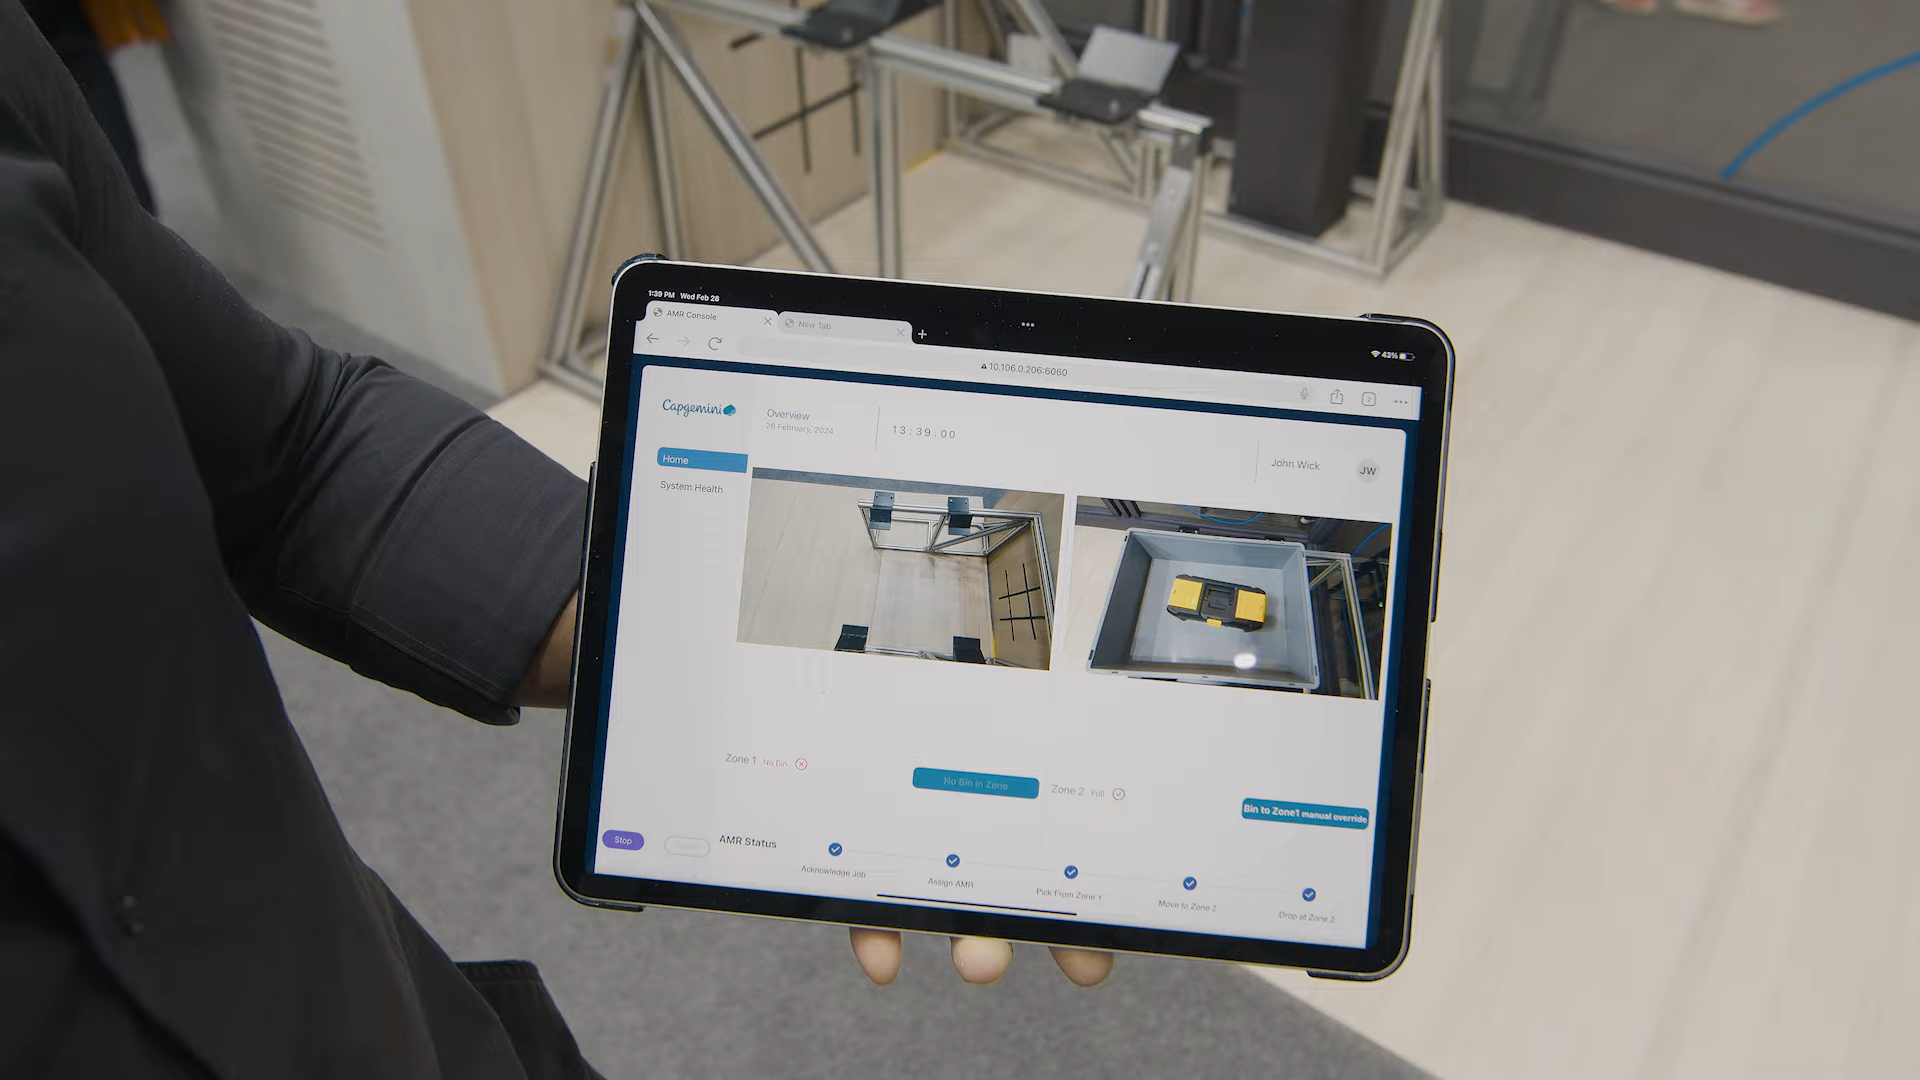 1:39 PM Wed Feb 28
43%
AMR Console
New Tab
10.106.0.206:6060
2
Capgemini
Overview
28 February, 2024
13:39:00
John Wick
JW
Home
System Health
Zone 1 No Bin
No Bin in Zone
Zone 2 Full
Bin to Zone1 manual override
Stop
AMR Status
Acknowledge Job
Assign AMR
Pick From Zone 1
Move to Zone 2
Drop at Zone 2